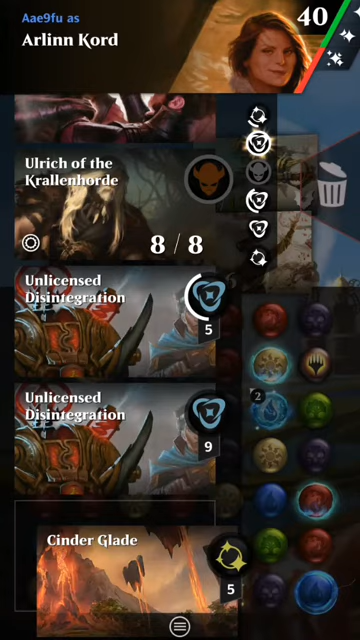 Aae9fu as
Arlinn Kord
40
Ulrich of the
Krallenhorde
8 / 8
Unlicensed
Disintegration
5
Unlicensed
Disintegration
9
2
Cinder Glade
5